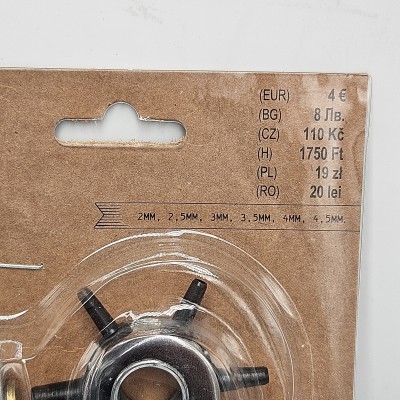 (EUR) 4 €
(BG) 8 Лв.
(CZ) 110 Kč
(H) 1750 Ft
(PL) 19 zł
(RO) 20 lei
2MM, 2,5MM, 3MM, 3,5MM, 4MM, 4,5MM.